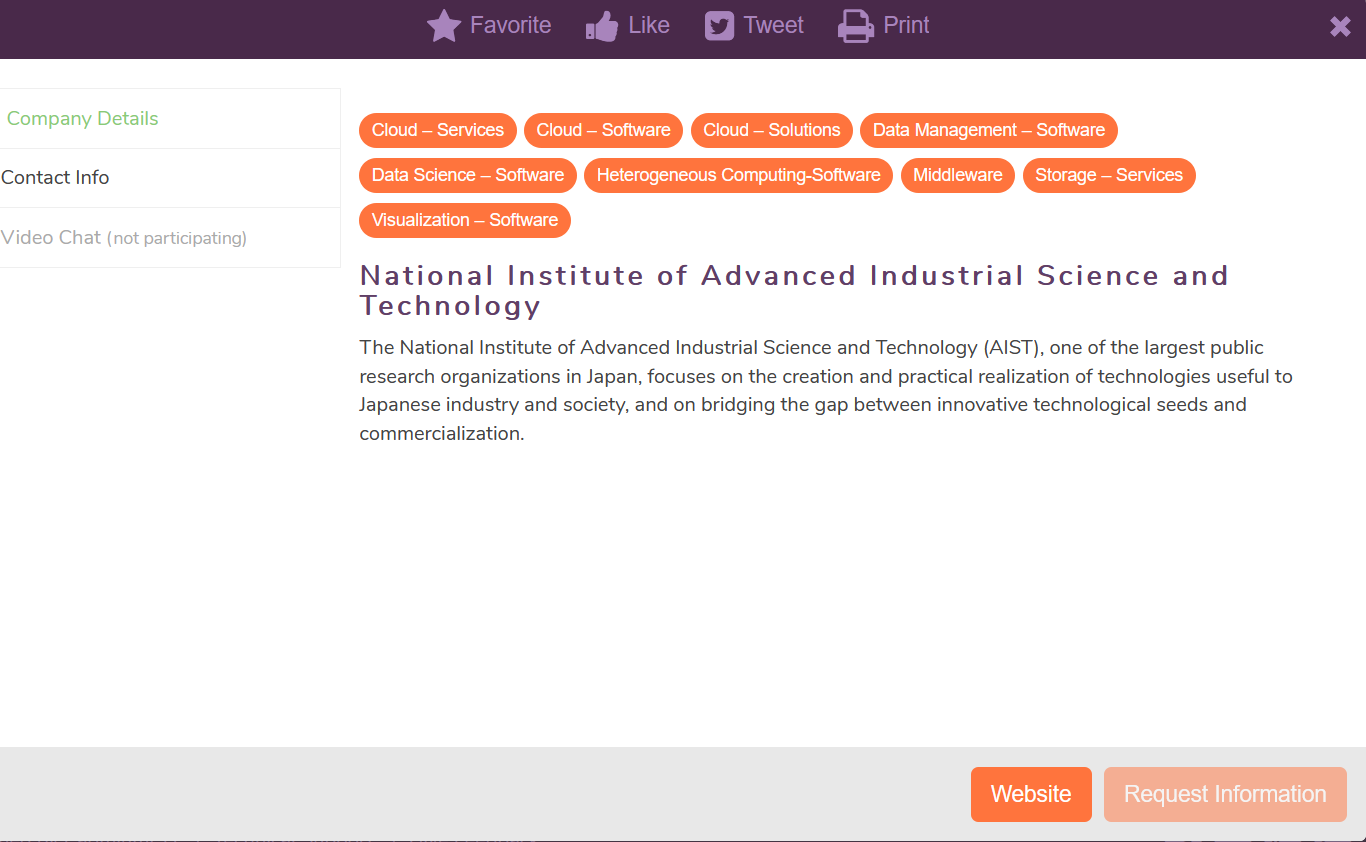 Favorite Like Tweet Print
Company Details
Contact Info
Video Chat (not participating)
Cloud – Services Cloud – Software Cloud – Solutions Data Management – Software
Data Science – Software Heterogeneous Computing-Software Middleware Storage – Services
Visualization – Software
National Institute of Advanced Industrial Science and
Technology
The National Institute of Advanced Industrial Science and Technology (AIST), one of the largest public
research organizations in Japan, focuses on the creation and practical realization of technologies useful to
Japanese industry and society, and on bridging the gap between innovative technological seeds and
commercialization.
Website Request Information